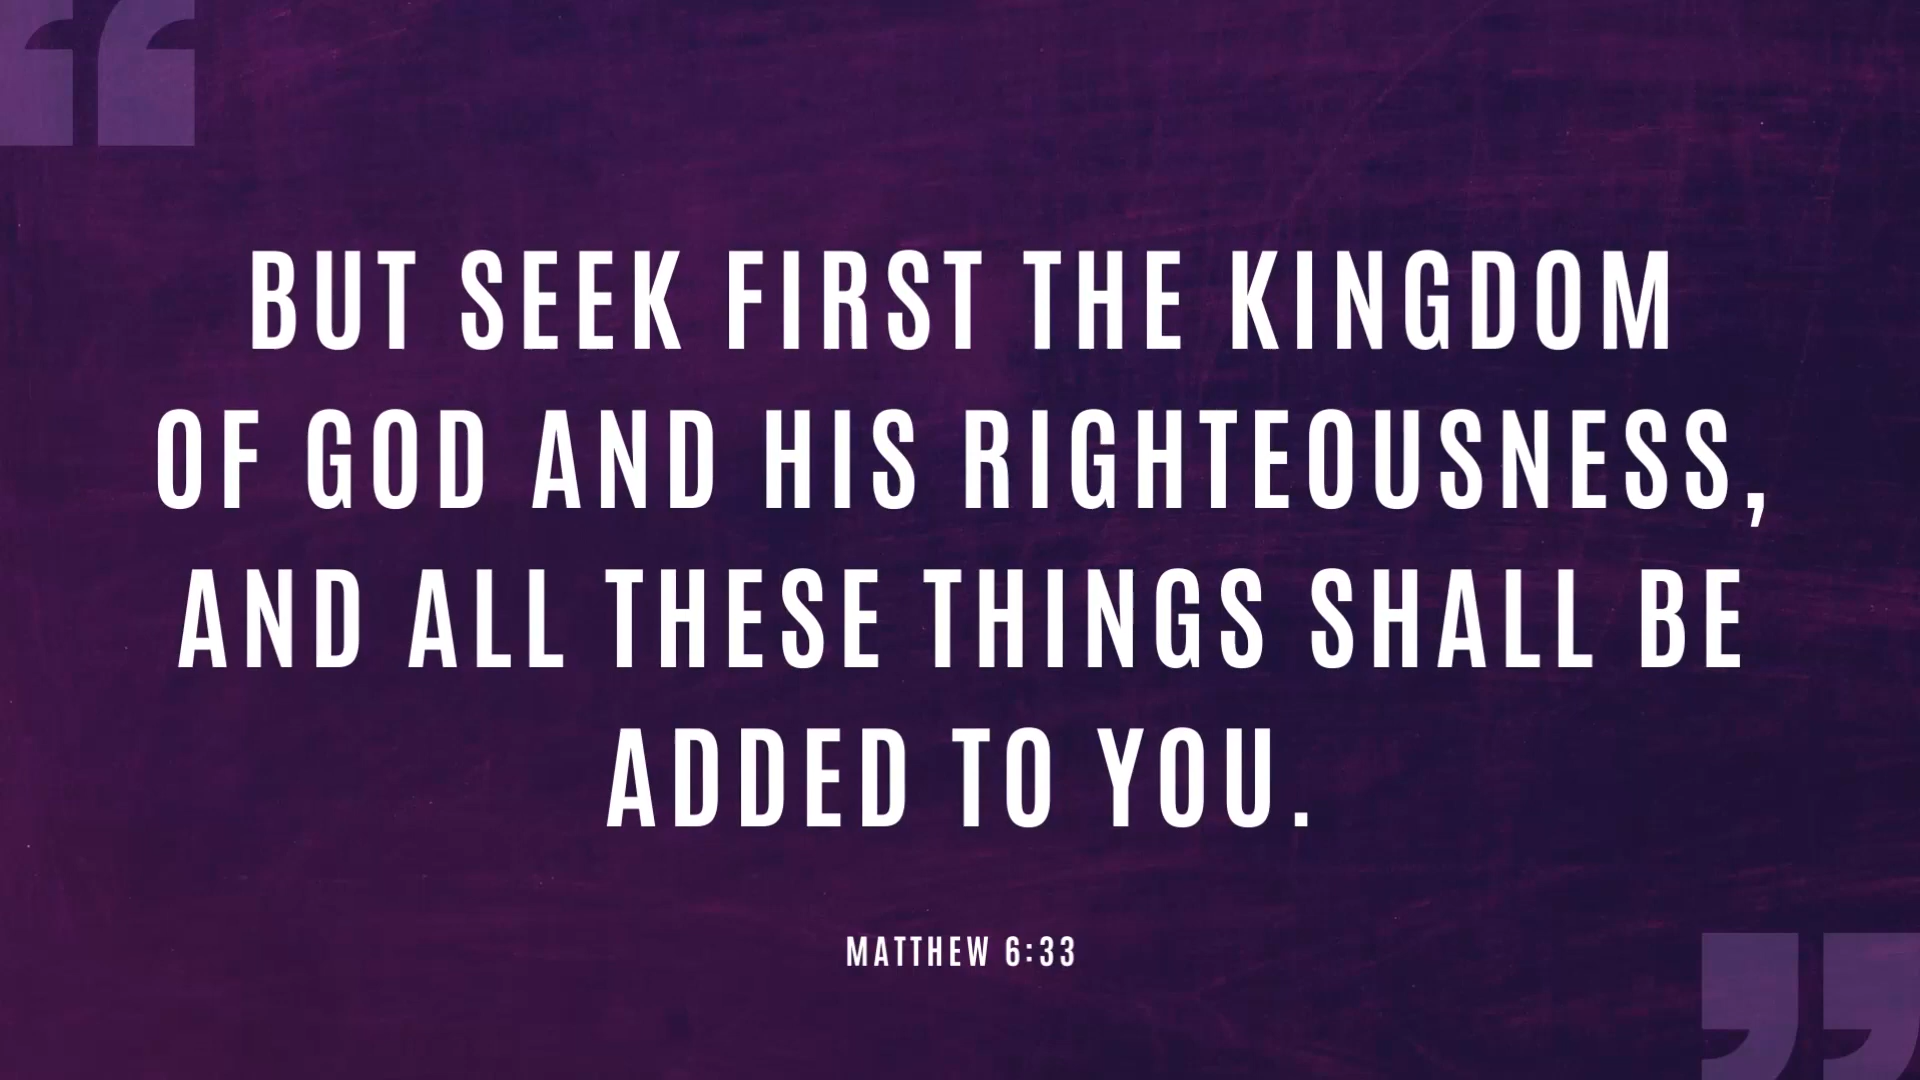 BUT SEEK FIRST THE KINGDOM
OF GOD AND HIS RIGHTEOUSNESS,
AND ALL THESE THINGS SHALL BE
ADDED TO YOU.
MATTHEW 6:33